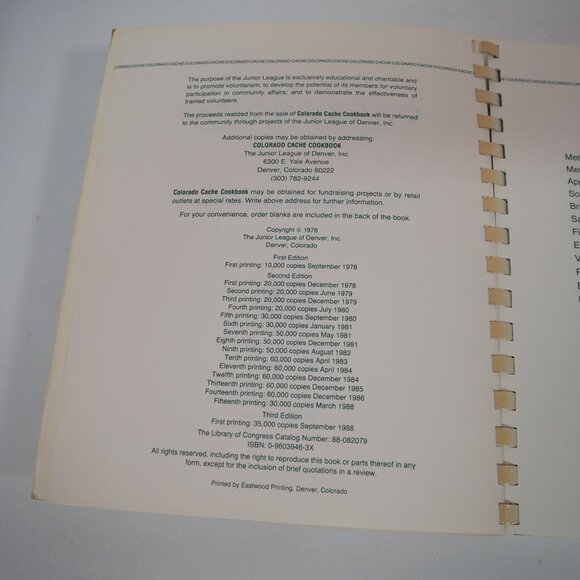 LORADO CACHE COLORADO CACHE COLORADO CACHE COLORADO CACHE COLORADO CACHE COLORADO CACHE COLORADO CACHE COLORADO CACHE
The purpose of the Junior League is exclusively educational and charitable and
is to promote voluntarism; to develop the potential of its members for voluntary
participation in community affairs; and to demonstrate the effectiveness of
trained volunteers.
The proceeds realized from the sale of Colorado Cache Cookbook will be returned
to the community through projects of the Junior League of Denver, Inc.
Additional copies may be obtained by addressing:
COLORADO CACHE COOKBOOK
The Junior League of Denver, Inc.
6300 E. Yale Avenue
Denver, Colorado 80222
(303) 782-9244
Colorado Cache Cookbook may be obtained for fundraising projects or by retail
outlets at special rates. Write above address for further information.
For your convenience, order blanks are included in the back of the book.
Copyright © 1978
The Junior League of Denver, Inc.
Denver, Colorado
First Edition
First printing: 10,000 copies September 1978
Second Edition
First printing: 20,000 copies December 1978
Second printing: 20,000 copies June 1979
Third printing: 20,000 copies December 1979
Fourth printing: 20,000 copies July 1980
Fifth printing: 30,000 copies September 1980
Sixth printing: 30,000 copies January 1981
Seventh printing: 50,000 copies May 1981
Eighth printing: 50,000 copies December 1981
Ninth printing: 50,000 copies August 1982
Tenth printing: 60,000 copies April 1983
Eleventh printing: 60,000 copies April 1984
Twelfth printing: 60,000 copies December 1984
Thirteenth printing: 60,000 copies December 1985
Fourteenth printing: 60,000 copies December 1986
Fifteenth printing: 30,000 copies March 1988
Third Edition
First printing: 35,000 copies September 1988
The Library of Congress Catalog Number: 88-082079
ISBN: 0-9603946-3X
All rights reserved, including the right to reproduce this book or parts thereof in any
form, except for the inclusion of brief quotations in a review.
Printed by Eastwood Printing, Denver, Colorado
COLORADO CACHE COLO
Met
Me
App
So
Br
Sa
Fi
E
V